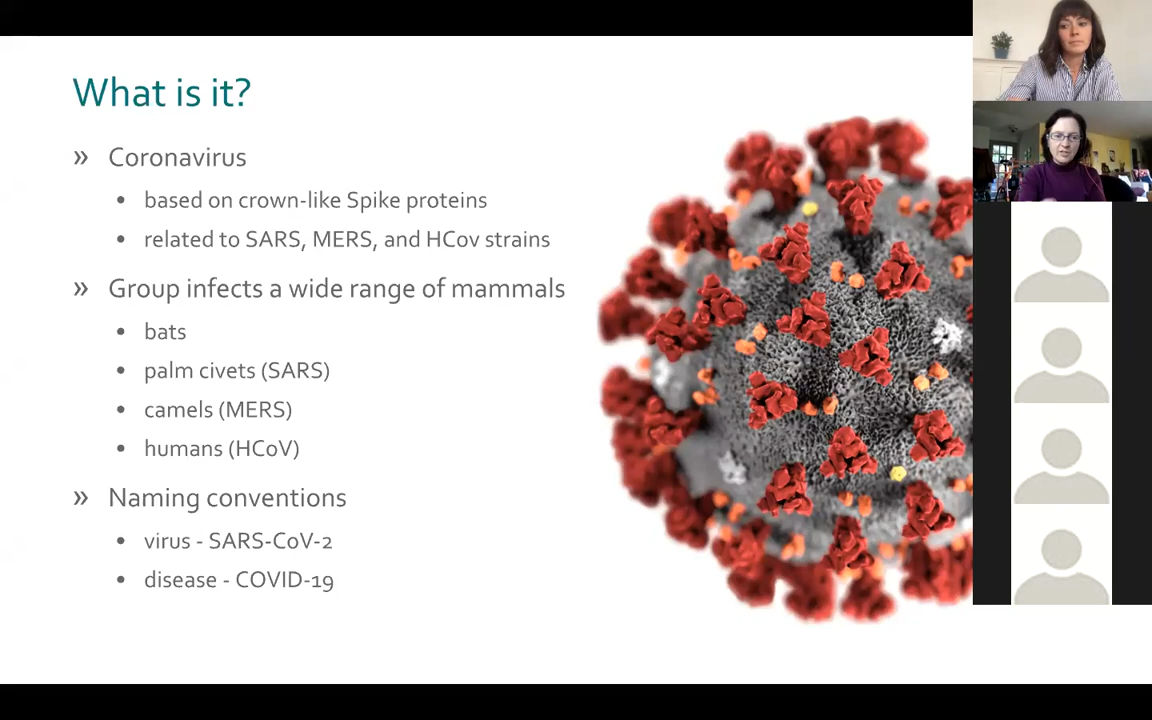 What is it?
» Coronavirus
• based on crown-like Spike proteins
• related to SARS, MERS, and HCov strains
» Group infects a wide range of mammals
• bats
• palm civets (SARS)
• camels (MERS)
• humans (HCoV)
» Naming conventions
• virus - SARS-CoV-2
• disease - COVID-19